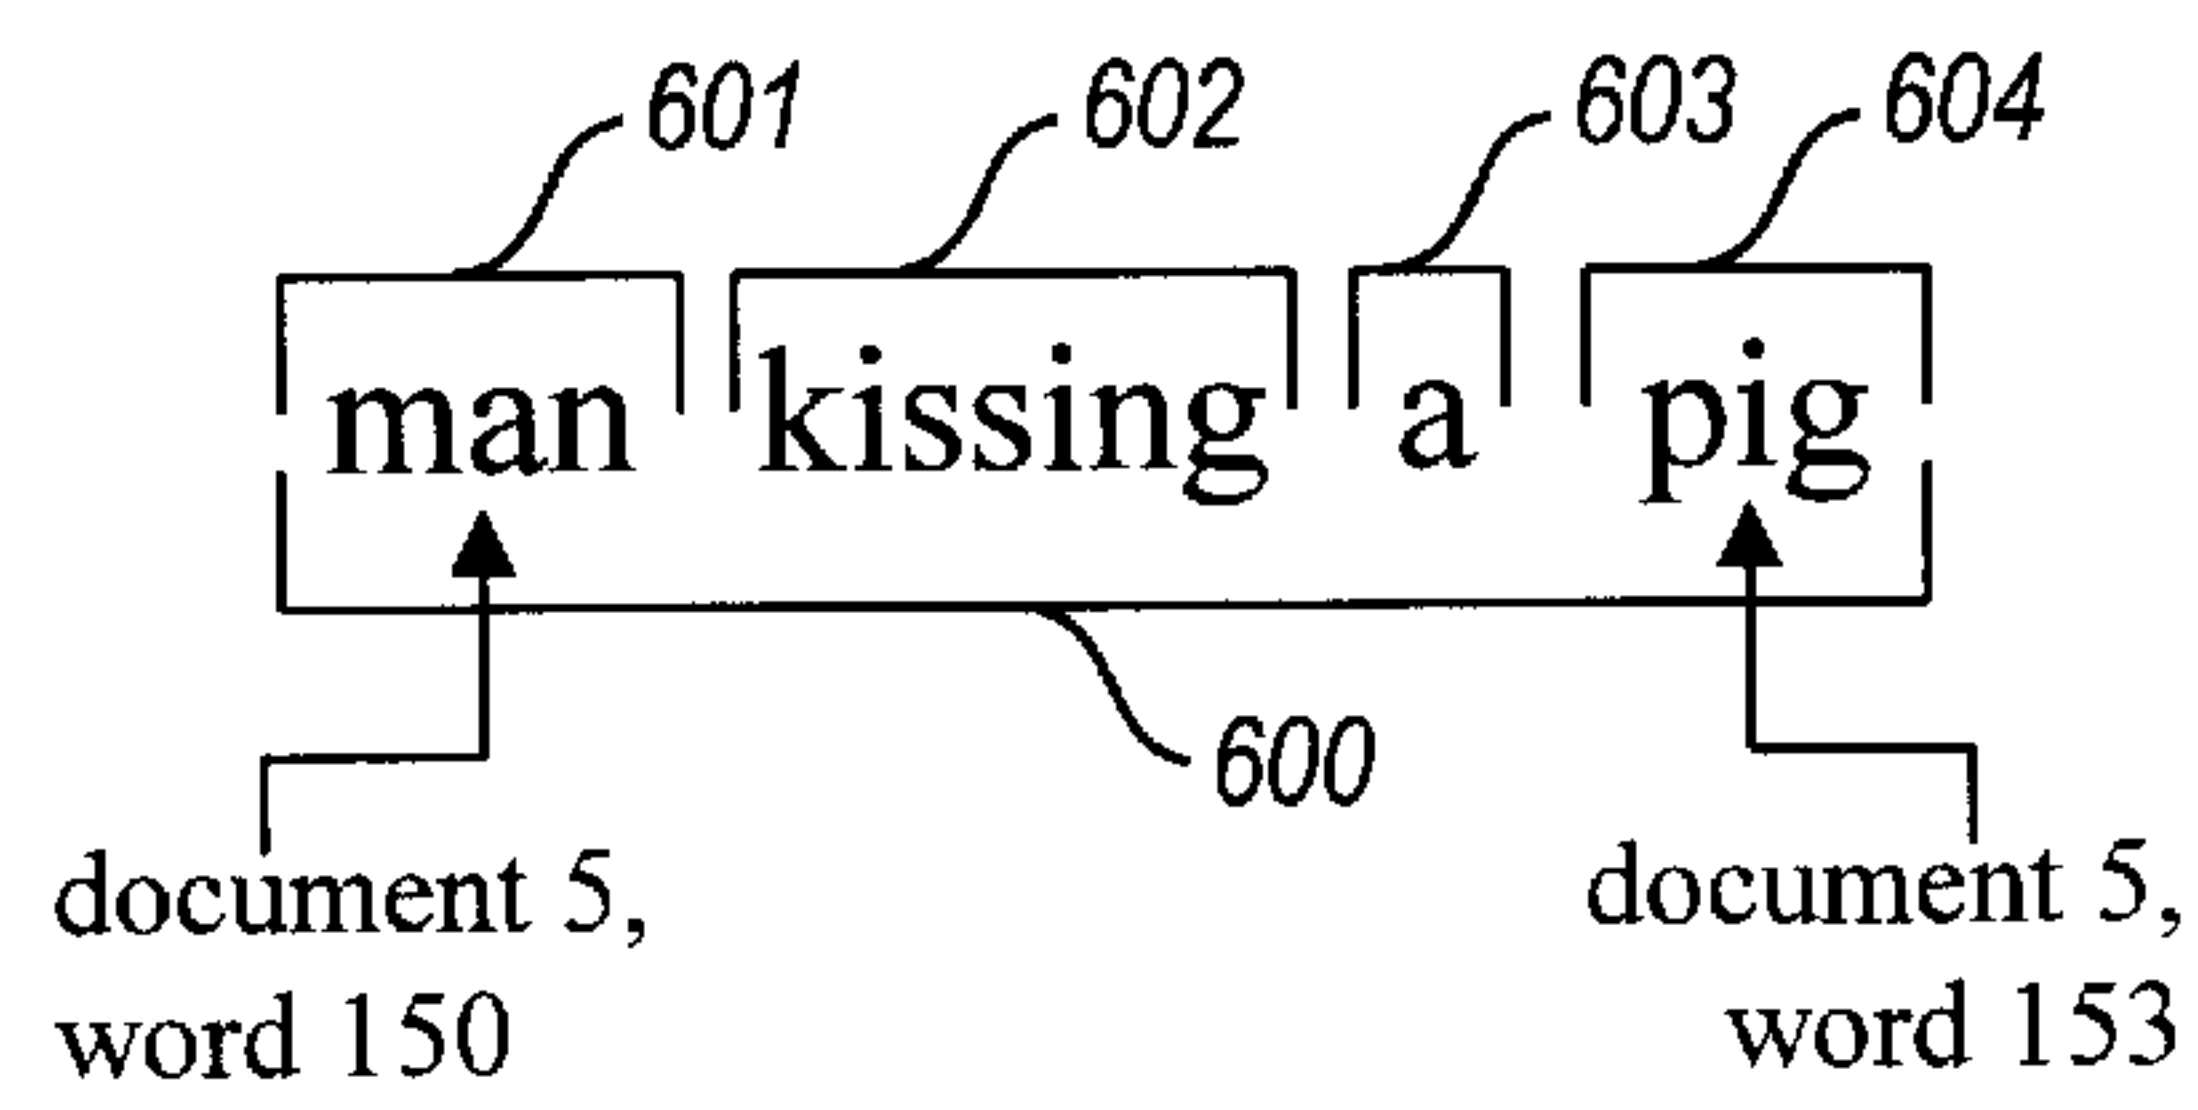 601 602 603 604
man kissing a pig
600
document 5,
word 150
document 5,
word 153